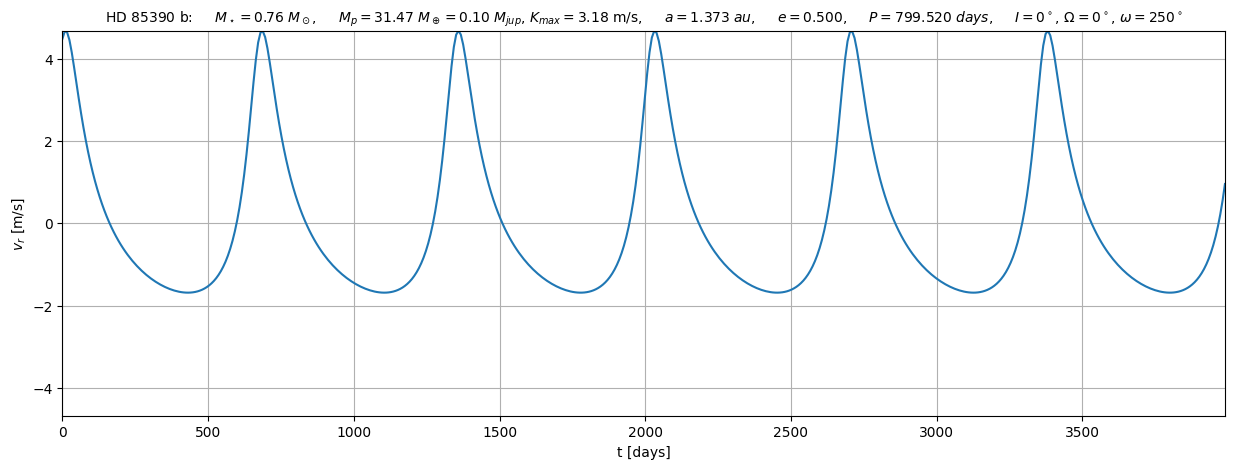 HD 85390 b: M⋆ = 0.76 M⊙, Mp = 31.47 M⊕ = 0.10 Mjup, Kmax = 3.18 m/s, a = 1.373 au, e = 0.500, P = 799.520 days, I = 0°, Ω = 0°, ω = 250°
4
2
0
−2
−4
vr [m/s]
0 500 1000 1500 2000 2500 3000 3500
t [days]